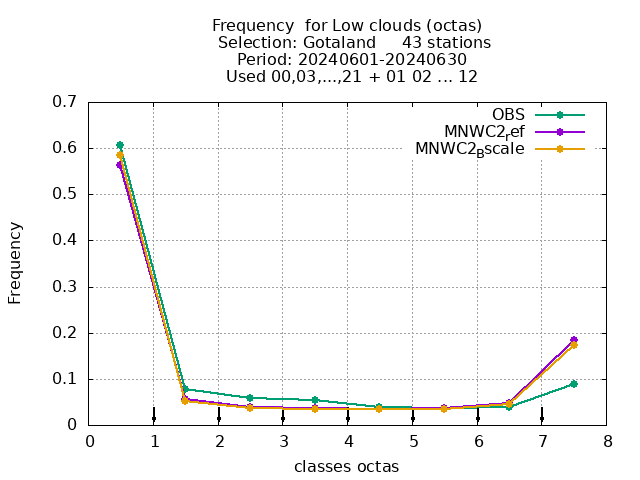 Frequency  for Low clouds (octas)
Selection: Gotaland     43 stations
Period: 20240601-20240630
Used 00,03,...,21 + 01 02 ... 12
OBS
MNWC2ref
MNWC2Bscale
0.7
0.6
0.5
0.4
0.3
0.2
0.1
0
Frequency
0 1 2 3 4 5 6 7 8
classes octas